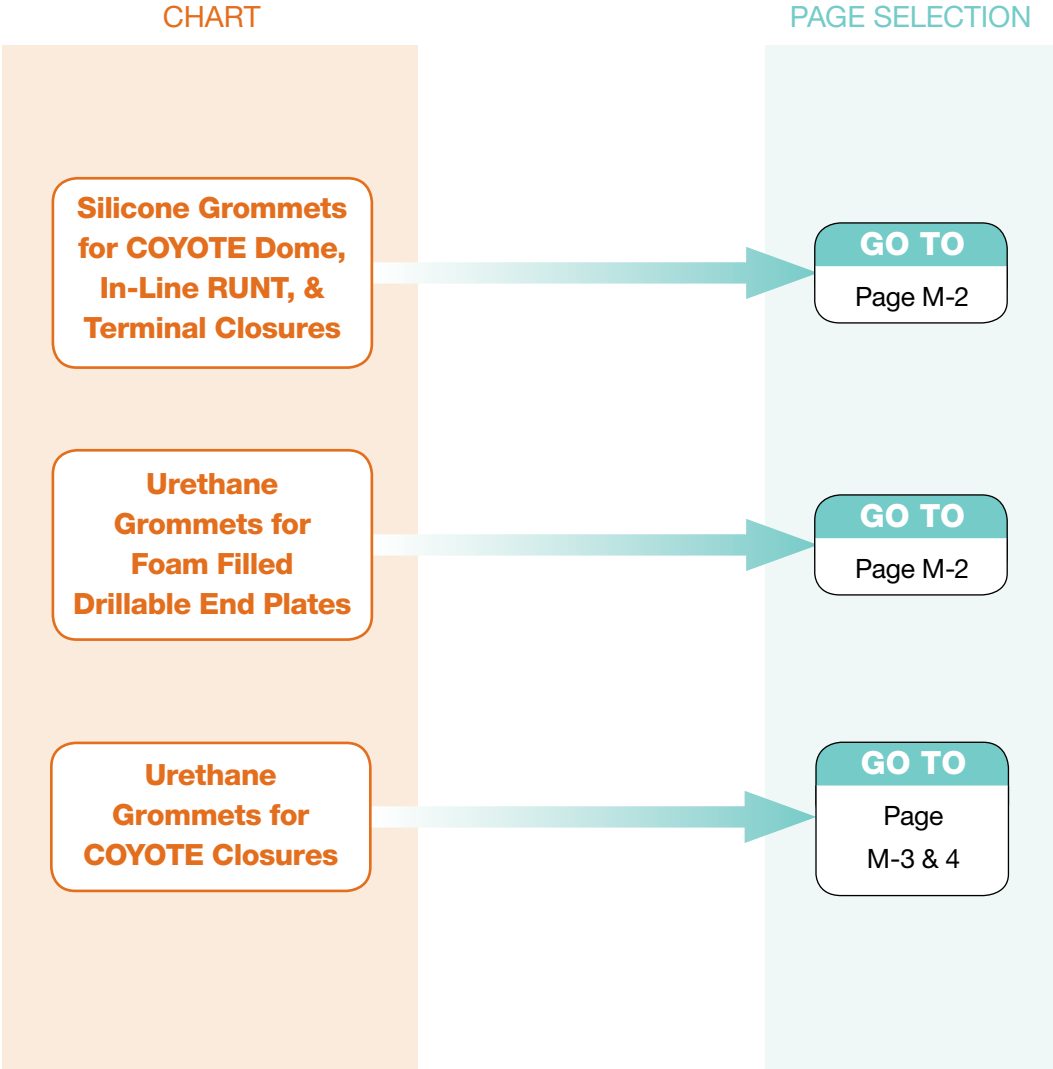 CHART
PAGE SELECTION
Silicone Grommets
for COYOTE Dome,
In-Line RUNT, &
Terminal Closures
GO TO
Page M-2
Urethane
Grommets for
Foam Filled
Drillable End Plates
GO TO
Page M-2
Urethane
Grommets for
COYOTE Closures
GO TO
Page
M-3 & 4